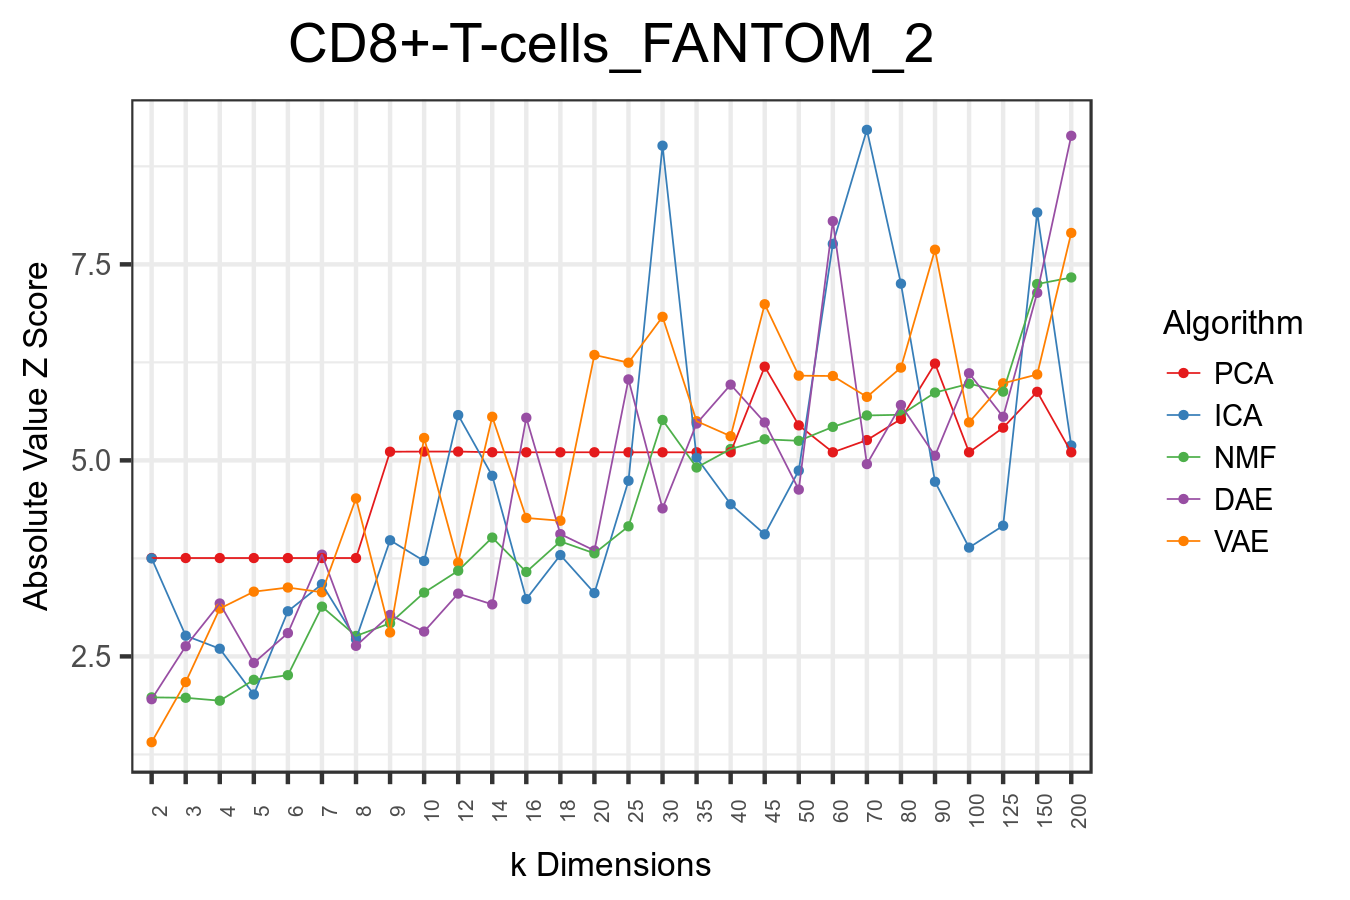 CD8+-T-cells_FANTOM_2
Absolute Value Z Score
7.5
5.0
2.5
2 3 4 5 6 7 8 9 10 12 14 16 18 20 25 30 35 40 45 50 60 70 80 90 100 125 150 200
k Dimensions
Algorithm
PCA
ICA
NMF
DAE
VAE